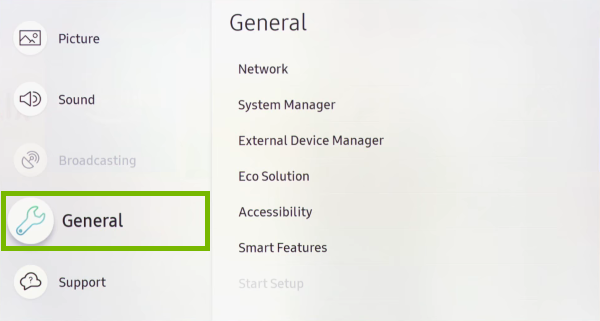 Picture
Sound
Broadcasting
General
Support
General
Network
System Manager
External Device Manager
Eco Solution
Accessibility
Smart Features
Start Setup